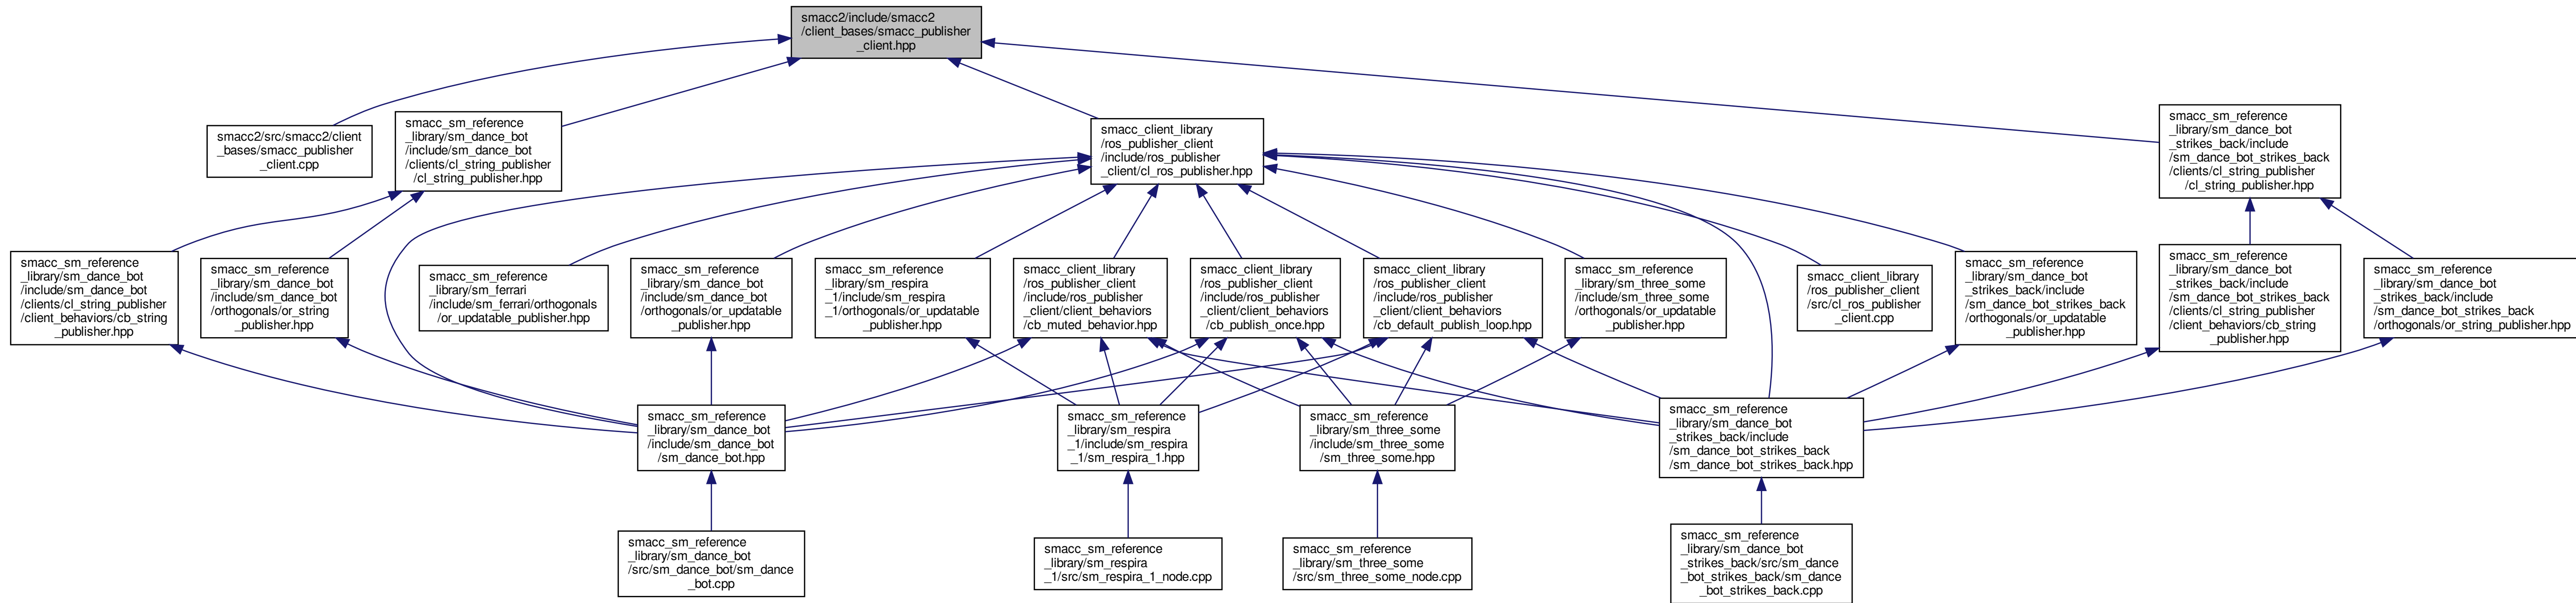 smacc2/include/smacc2
/client_bases/smacc_publisher
_client.hpp
smacc2/src/smacc2/client
_bases/smacc_publisher
_client.cpp
smacc_sm_reference
_library/sm_dance_bot
/include/sm_dance_bot
/clients/cl_string_publisher
/cl_string_publisher.hpp
smacc_client_library
/ros_publisher_client
/include/ros_publisher
_client/cl_ros_publisher.hpp
smacc_sm_reference
_library/sm_dance_bot
_strikes_back/include
/sm_dance_bot_strikes_back
/clients/cl_string_publisher
/cl_string_publisher.hpp
smacc_sm_reference
_library/sm_dance_bot
/include/sm_dance_bot
/clients/cl_string_publisher
/client_behaviors/cb_string
_publisher.hpp
smacc_sm_reference
_library/sm_dance_bot
/include/sm_dance_bot
/orthogonals/or_string
_publisher.hpp
smacc_sm_reference
_library/sm_ferrari
/include/sm_ferrari/orthogonals
/or_updatable_publisher.hpp
smacc_sm_reference
_library/sm_dance_bot
/include/sm_dance_bot
/orthogonals/or_updatable
_publisher.hpp
smacc_sm_reference
_library/sm_respira
_1/include/sm_respira
_1/orthogonals/or_updatable
_publisher.hpp
smacc_client_library
/ros_publisher_client
/include/ros_publisher
_client/client_behaviors
/cb_muted_behavior.hpp
smacc_client_library
/ros_publisher_client
/include/ros_publisher
_client/client_behaviors
/cb_publish_once.hpp
smacc_client_library
/ros_publisher_client
/include/ros_publisher
_client/client_behaviors
/cb_default_publish_loop.hpp
smacc_sm_reference
_library/sm_three_some
/include/sm_three_some
/orthogonals/or_updatable
_publisher.hpp
smacc_client_library
/ros_publisher_client
/src/cl_ros_publisher
_client.cpp
smacc_sm_reference
_library/sm_dance_bot
_strikes_back/include
/sm_dance_bot_strikes_back
/orthogonals/or_updatable
_publisher.hpp
smacc_sm_reference
_library/sm_dance_bot
_strikes_back/include
/sm_dance_bot_strikes_back
/clients/cl_string_publisher
/client_behaviors/cb_string
_publisher.hpp
smacc_sm_reference
_library/sm_dance_bot
_strikes_back/include
/sm_dance_bot_strikes_back
/orthogonals/or_string_publisher.hpp
smacc_sm_reference
_library/sm_dance_bot
/include/sm_dance_bot
/sm_dance_bot.hpp
smacc_sm_reference
_library/sm_respira
_1/include/sm_respira
_1/sm_respira_1.hpp
smacc_sm_reference
_library/sm_three_some
/include/sm_three_some
/sm_three_some.hpp
smacc_sm_reference
_library/sm_dance_bot
_strikes_back/include
/sm_dance_bot_strikes_back
/sm_dance_bot_strikes_back.hpp
smacc_sm_reference
_library/sm_dance_bot
/src/sm_dance_bot/sm_dance
_bot.cpp
smacc_sm_reference
_library/sm_respira
_1/src/sm_respira_1_node.cpp
smacc_sm_reference
_library/sm_three_some
/src/sm_three_some_node.cpp
smacc_sm_reference
_library/sm_dance_bot
_strikes_back/src/sm_dance
_bot_strikes_back/sm_dance
_bot_strikes_back.cpp